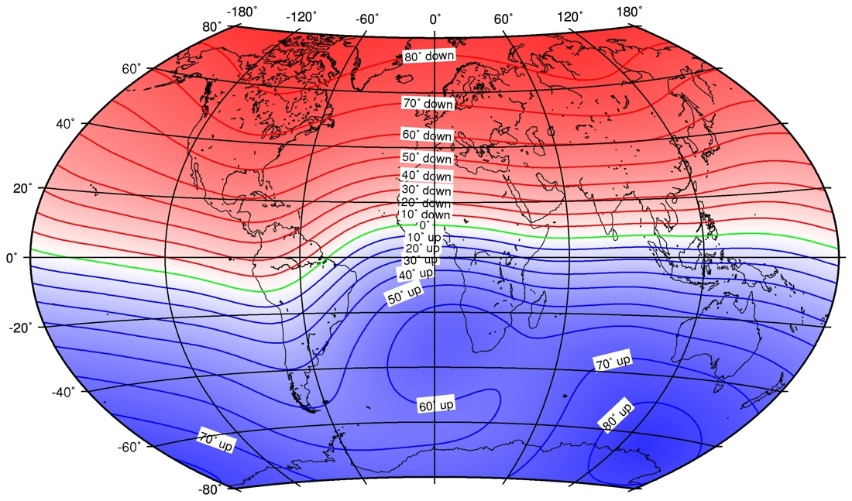 -180° -120° -60° 0° 60° 120° 180°
80°
60°
40°
20°
0°
-20°
-40°
-60°
-80°
80° down
70° down
60° down
50° down
40° down
30° down
20° down
10° down
0°
10° up
20° up
30° up
40° up
50° up
60° up
70° up
80° up
70° up